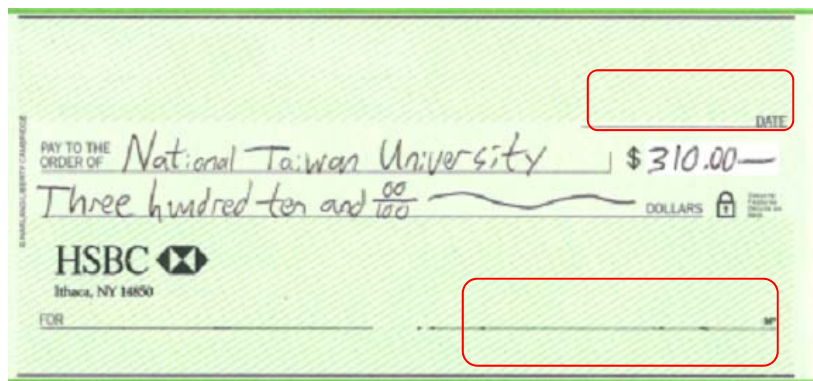 DATE
PAY TO THE
ORDER OF National Taiwan University $ 310.00
Three hundred ten and 00/100 DOLLARS
HSBC
Ithaca, NY 14850
FOR MP